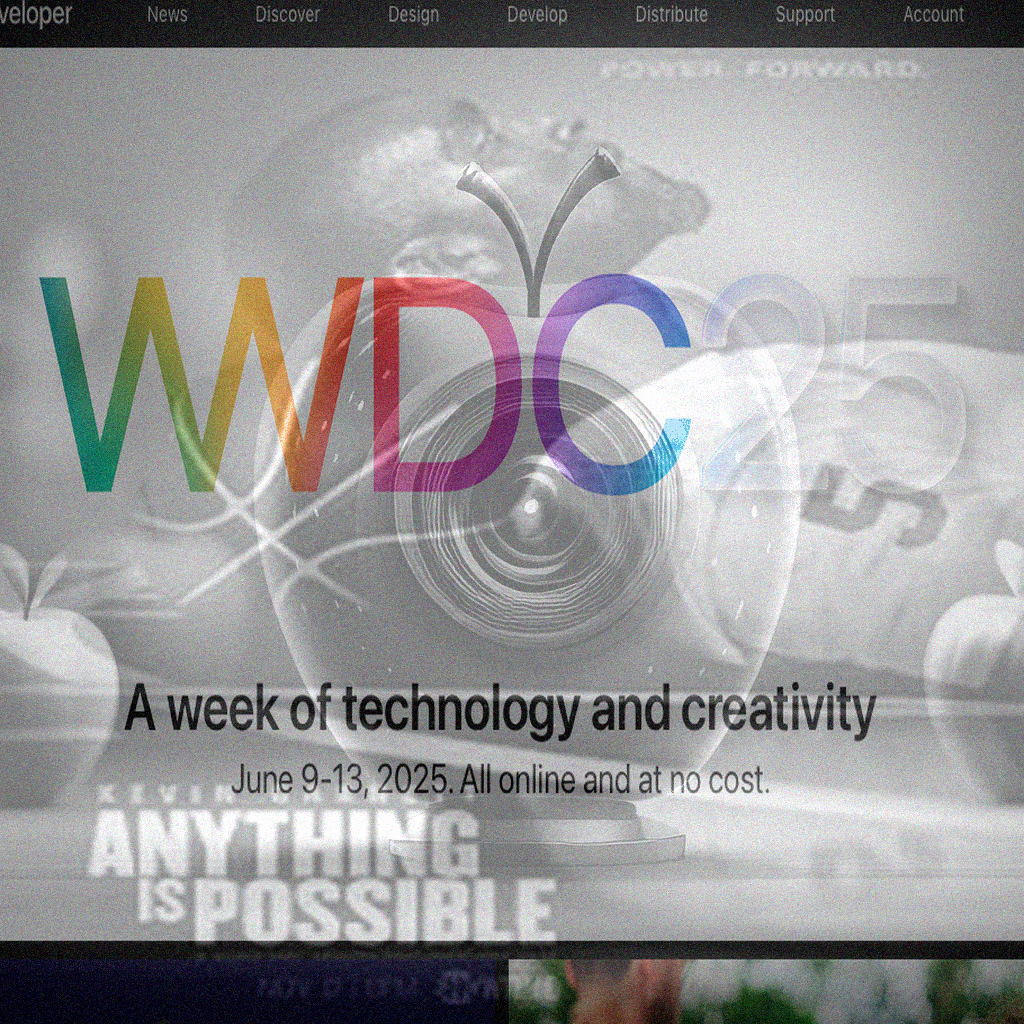 veloper News Discover Design Develop Distribute Support Account
POWER FORWARD.
WWDC25
5
A week of technology and creativity
June 9-13, 2025. All online and at no cost.
KEVIN
ANYTHING
IS POSSIBLE